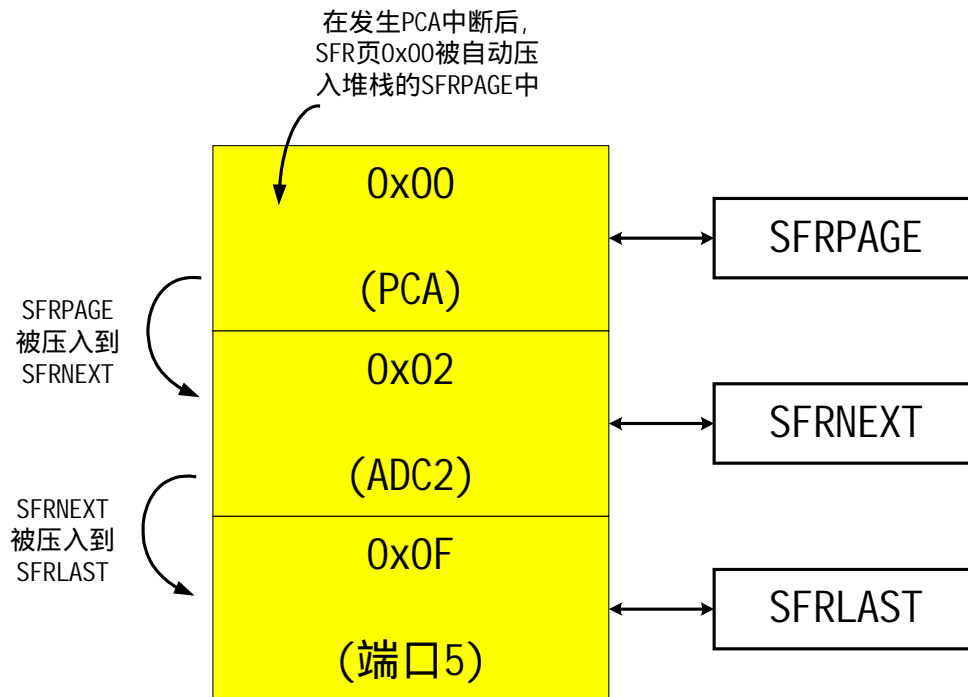 在发生PCA中断后,
SFR页0x00被自动压
入堆栈的SFRPAGE中
0x00
(PCA)
SFRPAGE
SFRPAGE
被压入到
SFRNEXT
0x02
(ADC2)
SFRNEXT
SFRNEXT
被压入到
SFRLAST
0x0F
(端口5)
SFRLAST